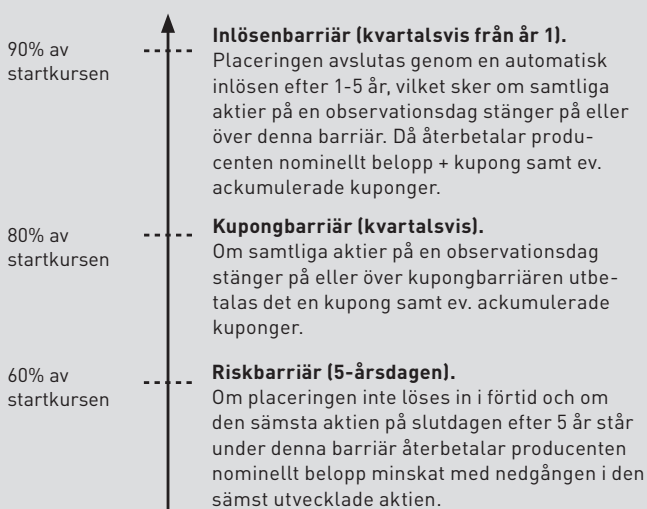 90% av
startkursen
Inlösenbarriär (kvartalsvis från år 1).
Placeringen avslutas genom en automatisk
inlösen efter 1-5 år, vilket sker om samtliga
aktier på en observationsdag stänger på eller
över denna barriär. Då återbetalar produ-
centen nominellt belopp + kupong samt ev.
ackumulerade kuponger.
80% av
startkursen
Kupongbarriär (kvartalsvis).
Om samtliga aktier på en observationsdag
stänger på eller över kupongbarriären utbe-
talas det en kupong samt ev. ackumulerade
kuponger.
60% av
startkursen
Riskbarriär (5-årsdagen).
Om placeringen inte löses in i förtid och om
den sämsta aktien på slutdagen efter 5 år står
under denna barriär återbetalar producenten
nominellt belopp minskat med nedgången i den
sämst utvecklade aktien.